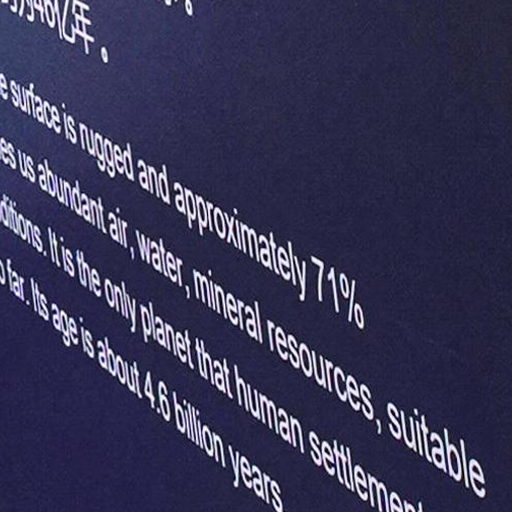 %
46亿年。
surface is rugged and approximately 71%
es us abundant air, water, mineral resources, suitable
ditions. It is the only planet that human settlement
far. Its age is about 4.6 billion years